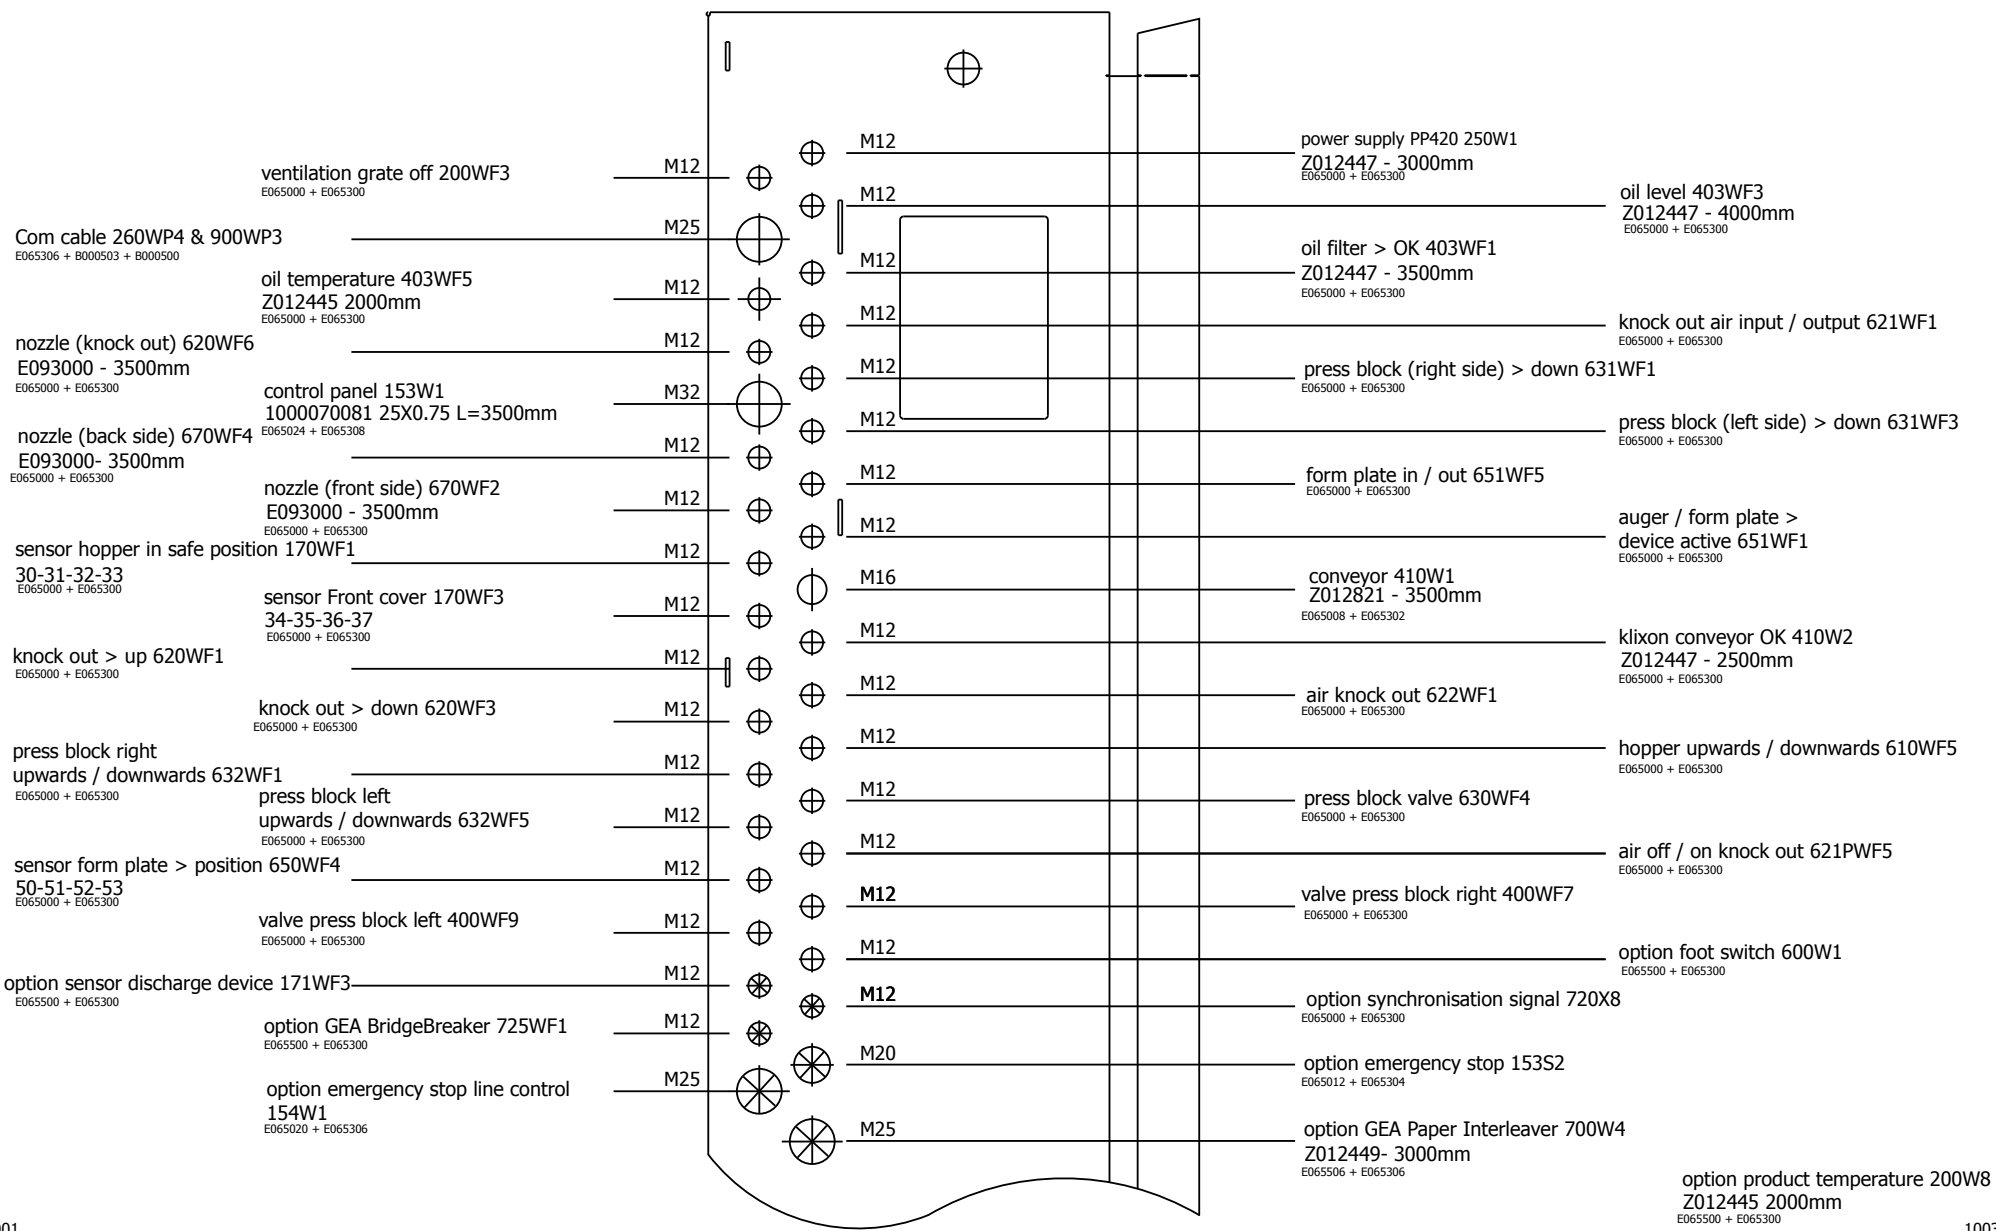 ventilation grate off 200WF3
E065000 + E065300
M12
Com cable 260WP4 & 900WP3
E065306 + B000503 + B000500
M25
oil temperature 403WF5
Z012445 2000mm
E065000 + E065300
M12
nozzle (knock out) 620WF6
E093000 - 3500mm
E065000 + E065300
M12
control panel 153W1
1000070081 25X0.75 L=3500mm
E065024 + E065308
M32
nozzle (back side) 670WF4
E093000- 3500mm
E065000 + E065300
M12
nozzle (front side) 670WF2
E093000 - 3500mm
E065000 + E065300
M12
sensor hopper in safe position 170WF1
30-31-32-33
E065000 + E065300
M12
sensor Front cover 170WF3
34-35-36-37
E065000 + E065300
M12
knock out > up 620WF1
E065000 + E065300
M12
knock out > down 620WF3
E065000 + E065300
M12
press block right
upwards / downwards 632WF1
E065000 + E065300
M12
press block left
upwards / downwards 632WF5
E065000 + E065300
M12
sensor form plate > position 650WF4
50-51-52-53
E065000 + E065300
M12
valve press block left 400WF9
E065000 + E065300
M12
option sensor discharge device 171WF3
E065500 + E065300
M12
option GEA BridgeBreaker 725WF1
E065500 + E065300
M12
option emergency stop line control
154W1
E065020 + E065306
M25
M12
power supply PP420 250W1
Z012447 - 3000mm
E065000 + E065300
M12
oil level 403WF3
Z012447 - 4000mm
E065000 + E065300
M12
oil filter > OK 403WF1
Z012447 - 3500mm
E065000 + E065300
M12
knock out air input / output 621WF1
E065000 + E065300
M12
press block (right side) > down 631WF1
E065000 + E065300
M12
press block (left side) > down 631WF3
E065000 + E065300
M12
form plate in / out 651WF5
E065000 + E065300
M12
auger / form plate >
device active 651WF1
E065000 + E065300
M16
conveyor 410W1
Z012821 - 3500mm
E065008 + E065302
M12
klixon conveyor OK 410W2
Z012447 - 2500mm
E065000 + E065300
M12
air knock out 622WF1
E065000 + E065300
M12
hopper upwards / downwards 610WF5
E065000 + E065300
M12
press block valve 630WF4
E065000 + E065300
M12
air off / on knock out 621PWF5
E065000 + E065300
M12
valve press block right 400WF7
E065000 + E065300
M12
option foot switch 600W1
E065500 + E065300
M12
option synchronisation signal 720X8
E065000 + E065300
M20
option emergency stop 153S2
E065012 + E065304
M25
option GEA Paper Interleaver 700W4
Z012449- 3000mm
E065506 + E065306
option product temperature 200W8
Z012445 2000mm
E065500 + E065300